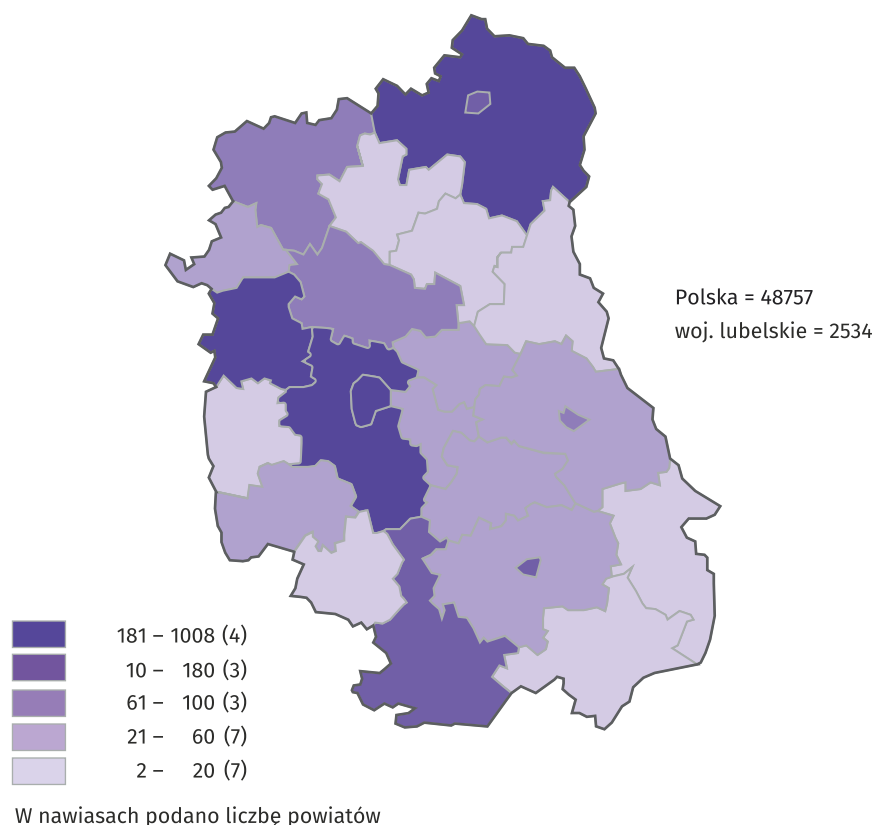 Polska = 48757
woj. lubelskie = 2534
181 – 1008 (4)
10 – 180 (3)
61 – 100 (3)
21 – 60 (7)
2 – 20 (7)
W nawiasach podano liczbę powiatów